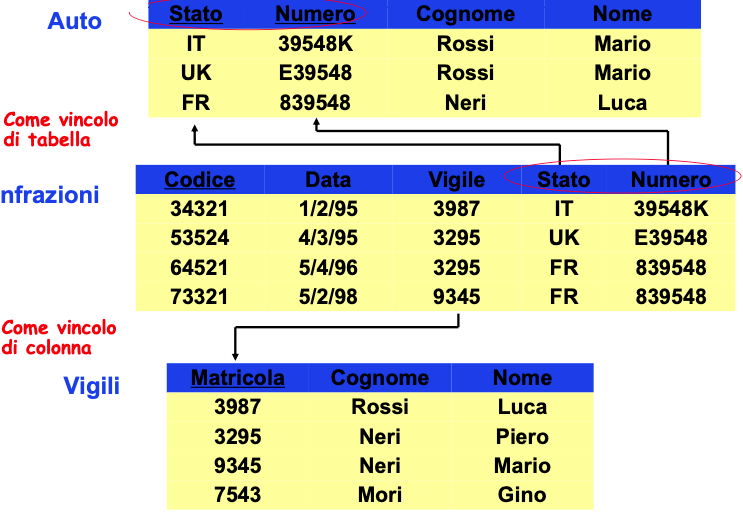 Auto
Stato Numero Cognome Nome
IT 39548K Rossi Mario
UK E39548 Rossi Mario
FR 839548 Neri Luca
Come vincolo
di tabella
nfrazioni
Codice Data Vigile Stato Numero
34321 1/2/95 3987 IT 39548K
53524 4/3/95 3295 UK E39548
64521 5/4/96 3295 FR 839548
73321 5/2/98 9345 FR 839548
Come vincolo
di colonna
Vigili
Matricola Cognome Nome
3987 Rossi Luca
3295 Neri Piero
9345 Neri Mario
7543 Mori Gino